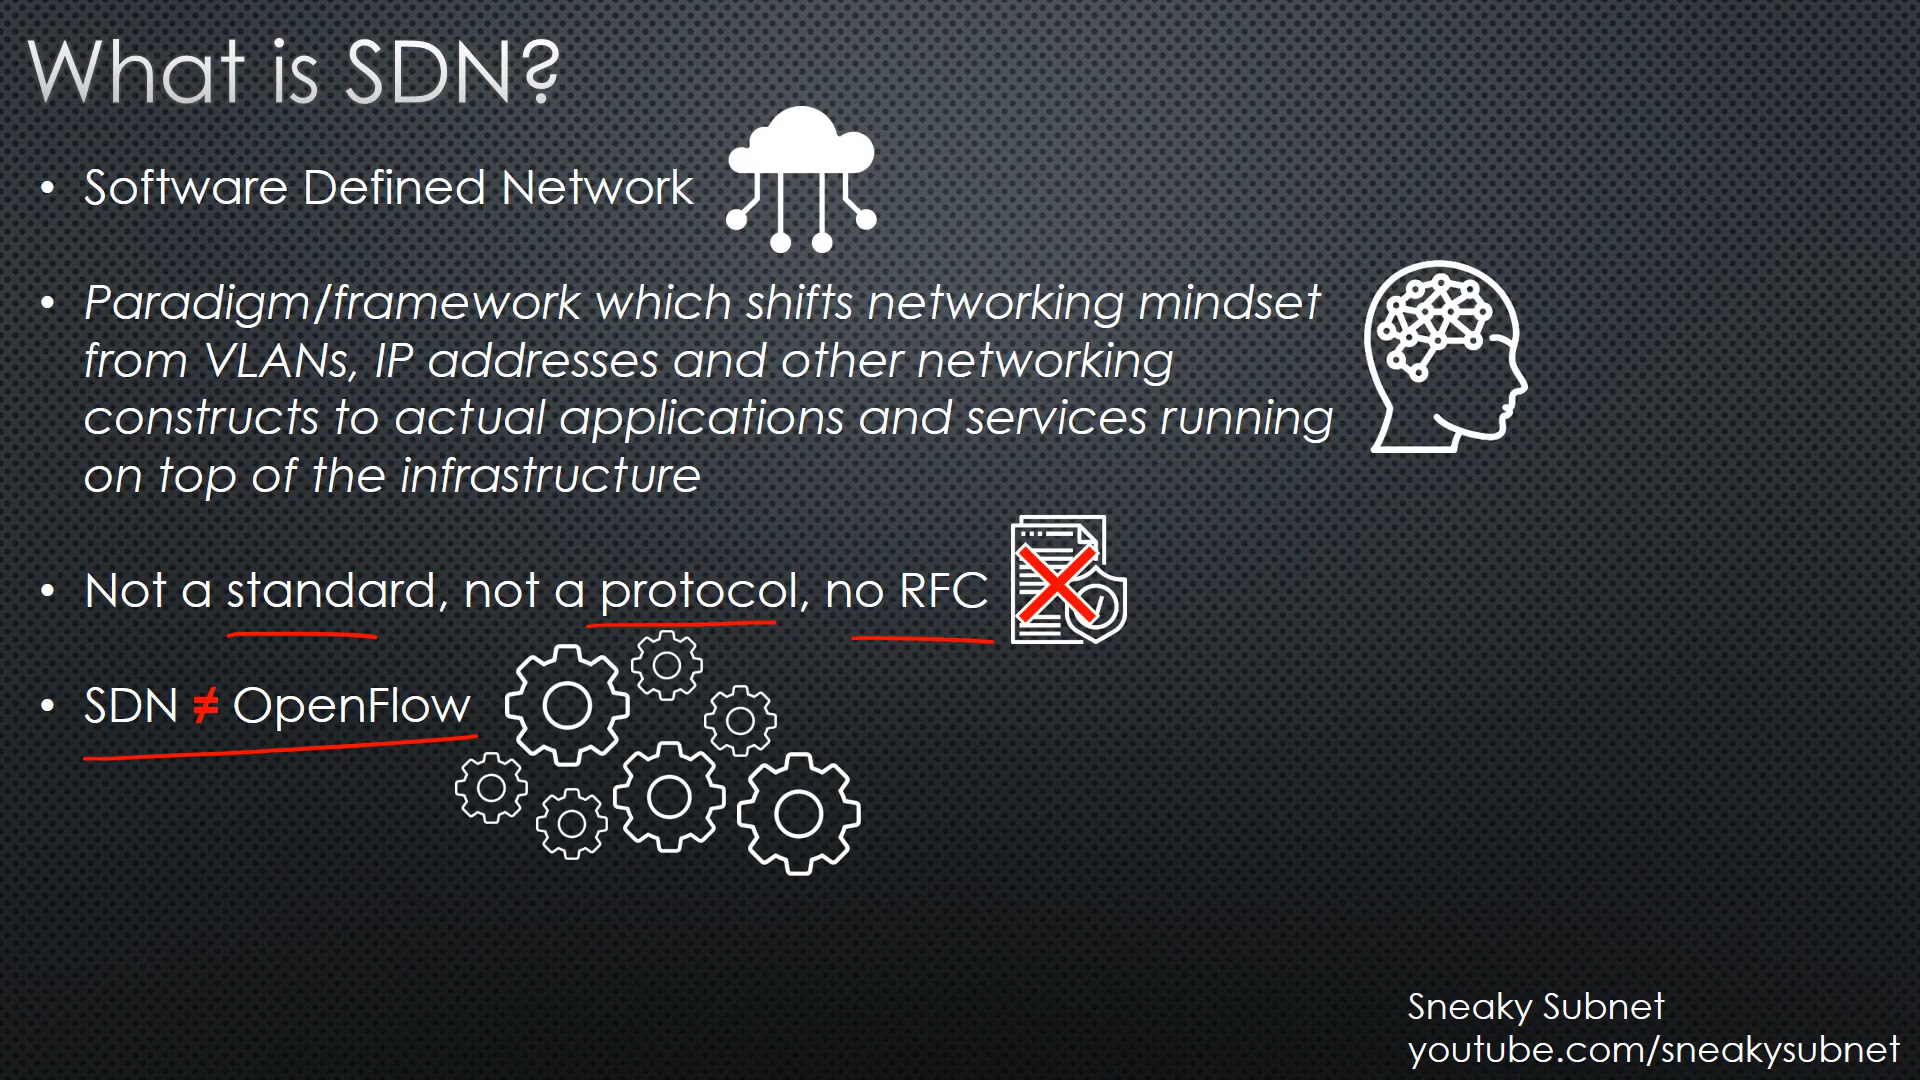 What is SDN?
• Software Defined Network
• Paradigm/framework which shifts networking mindset
from VLANs, IP addresses and other networking
constructs to actual applications and services running
on top of the infrastructure
• Not a standard, not a protocol, no RFC
• SDN ≠ OpenFlow
Sneaky Subnet
youtube.com/sneakysubnet